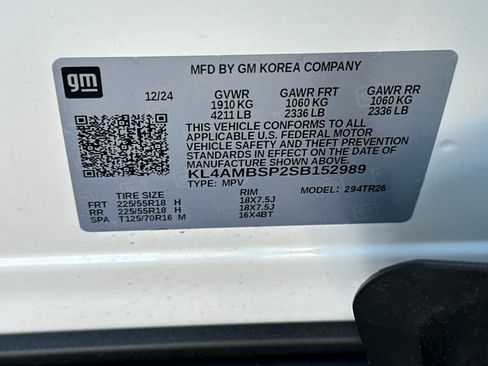 gm
MFD BY GM KOREA COMPANY
12/24 GVWR GAWR FRT GAWR RR
1910 KG 1060 KG 1060 KG
4211 LB 2336 LB 2336 LB
THIS VEHICLE CONFORMS TO ALL
APPLICABLE U.S. FEDERAL MOTOR
VEHICLE SAFETY AND THEFT PREVENTION
STANDARDS IN EFFECT ON THE DATE OF
MANUFACTURE SHOWN ABOVE.
KL4AMBSP2SB152989
TYPE: MPV MODEL: 294TR26
TIRE SIZE RIM
FRT 225/55R18 H 18X7.5J
RR 225/55R18 H 18X7.5J
SPA T125/70R16 M 16X4BT